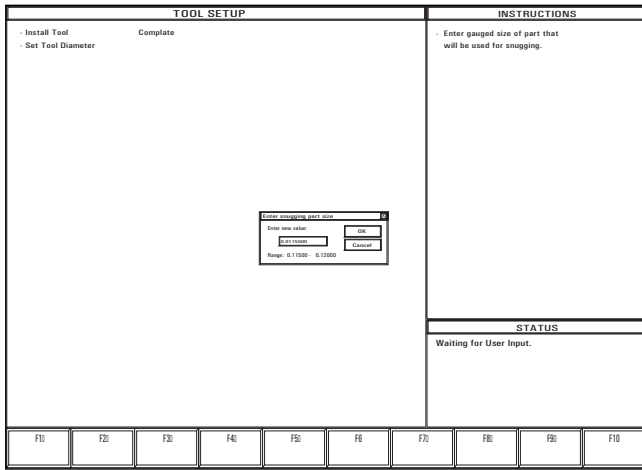 TOOL SETUP
- Install Tool Complate
- Set Tool Diameter
INSTRUCTIONS
- Enter gauged size of part that
will be used for snugging.
Enter snugging part size
Enter new value:
0.0115500
OK
Cancel
Range: 0.11500 - 0.12000
STATUS
Waiting for User Input.
F1 F2 F3 F4 F5 F6 F7 F8 F9 F10